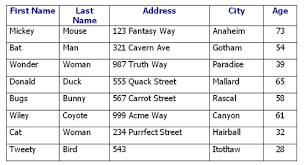 First Name Last Name Address City Age
Mickey Mouse 123 Fantasy Way Anaheim 73
Bat Man 321 Cavern Ave Gotham 54
Wonder Woman 987 Truth Way Paradise 39
Donald Duck 555 Quack Street Mallard 65
Bugs Bunny 567 Carrot Street Rascal 58
Wiley Coyote 999 Acme Way Canyon 61
Cat Woman 234 Purrfect Street Hairball 32
Tweety Bird 543 Itotltaw 28